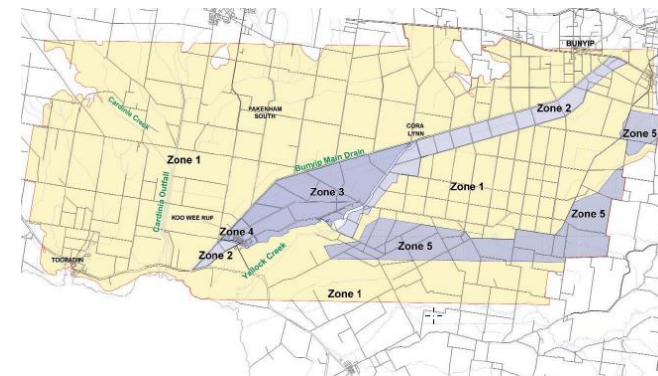 BUNYIP
Zone 2
Cardinia Creek
PAKENHAM
SOUTH
CORA
LYNN
Zone 5
Zone 1
Bunyip Main Drain
Zone 3
Zone 1
Cardinia Outfall
KOO WEE RUP
Zone 5
Zone 4
Zone 5
Zone 2
Yallock Creek
TOORADIN
Zone 1